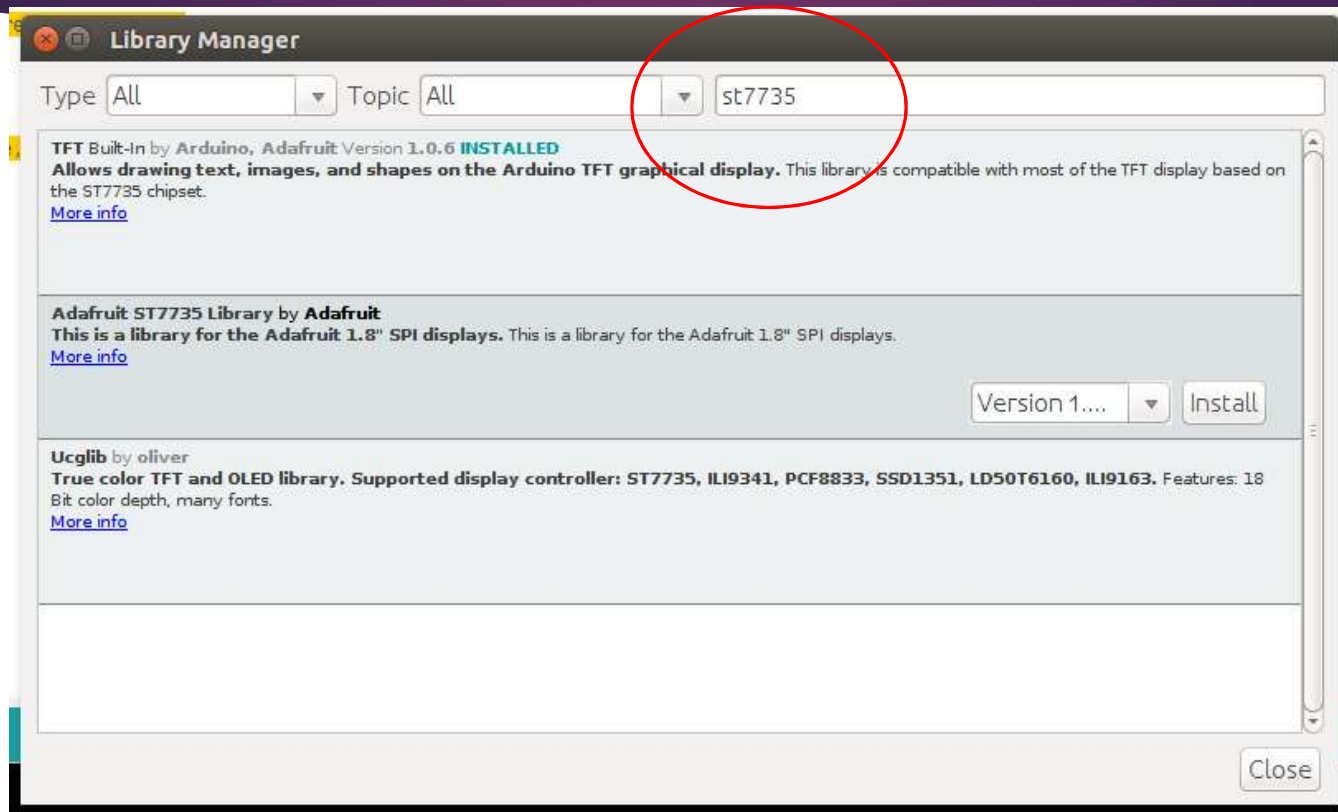 Library Manager
Type All Topic All st7735
TFT Built-In by Arduino, Adafruit Version 1.0.6 INSTALLED
Allows drawing text, images, and shapes on the Arduino TFT graphical display. This library is compatible with most of the TFT display based on
the ST7735 chipset.
More info
Adafruit ST7735 Library by Adafruit
This is a library for the Adafruit 1.8" SPI displays. This is a library for the Adafruit 1.8" SPI displays.
More info
Version 1.... Install
Ucglib by oliver
True color TFT and OLED library. Supported display controller: ST7735, ILI9341, PCF8833, SSD1351, LD50T6160, ILI9163. Features: 18
Bit color depth, many fonts.
More info
Close